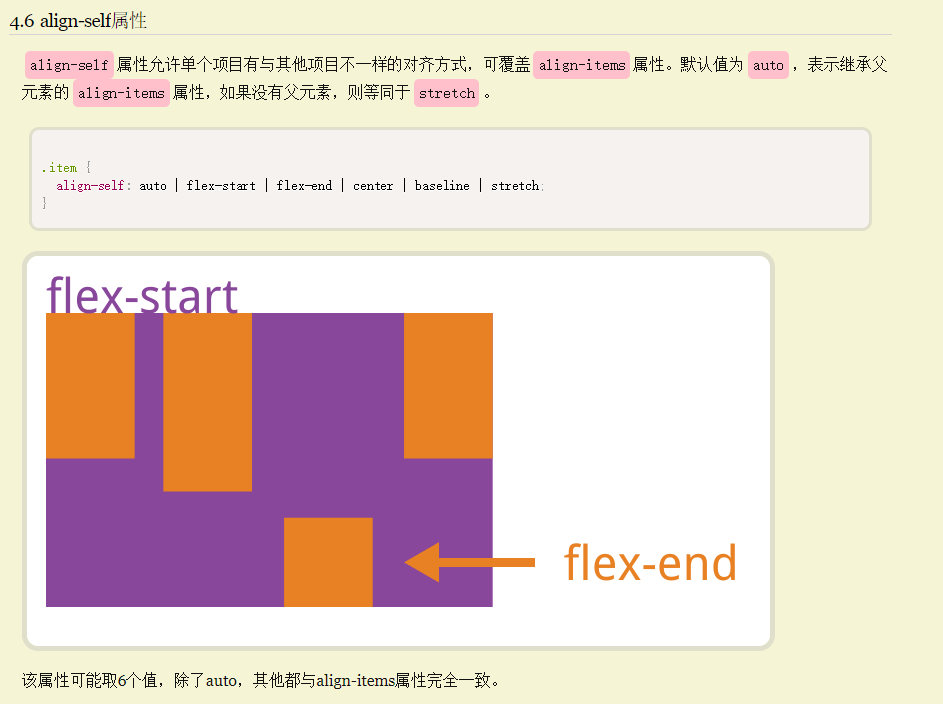 4.6 align-self属性
align-self 属性允许单个项目有与其他项目不一样的对齐方式，可覆盖 align-items 属性。默认值为 auto ，表示继承父
元素的 align-items 属性，如果没有父元素，则等同于 stretch 。
.item {
  align-self: auto | flex-start | flex-end | center | baseline | stretch;
}
flex-start
flex-end
该属性可能取6个值，除了auto，其他都与align-items属性完全一致。